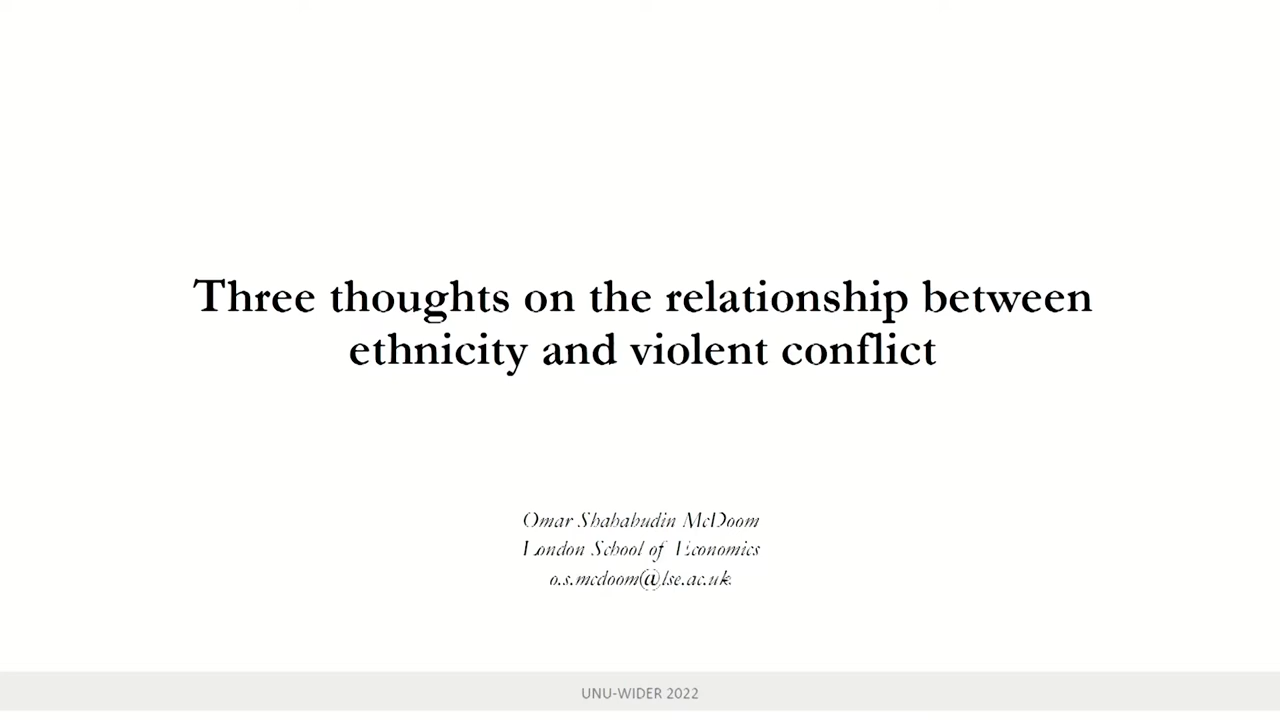 Three thoughts on the relationship between
ethnicity and violent conflict
Omar Shahabudin McDoom
London School of Economics
o.s.mcdoom@lse.ac.uk
UNU-WIDER 2022